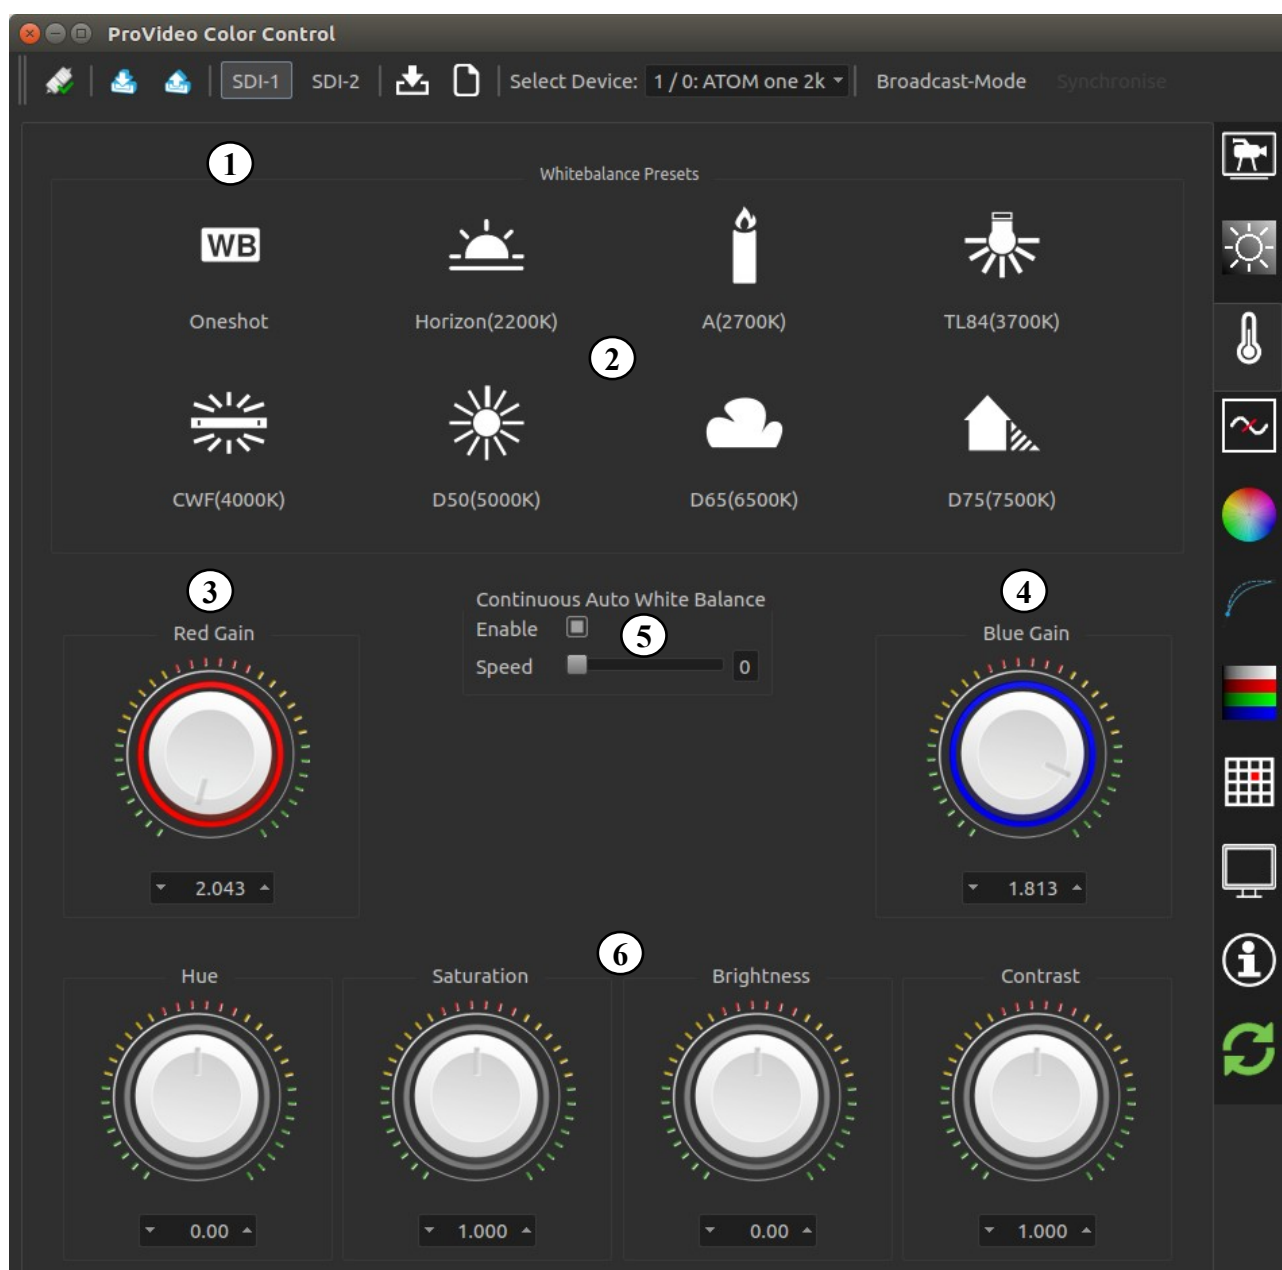 ProVideo Color Control
SDI-1 SDI-2 Select Device: 1 / 0: ATOM one 2k Broadcast-Mode Synchronise
1
Whitebalance Presets
WB
Oneshot Horizon(2200K) A(2700K) TL84(3700K)
2
CWF(4000K) D50(5000K) D65(6500K) D75(7500K)
3 4
Continuous Auto White Balance
Red Gain Enable 5 Blue Gain
Speed 0
2.043 1.813
6
Hue Saturation Brightness Contrast
0.00 1.000 0.00 1.000